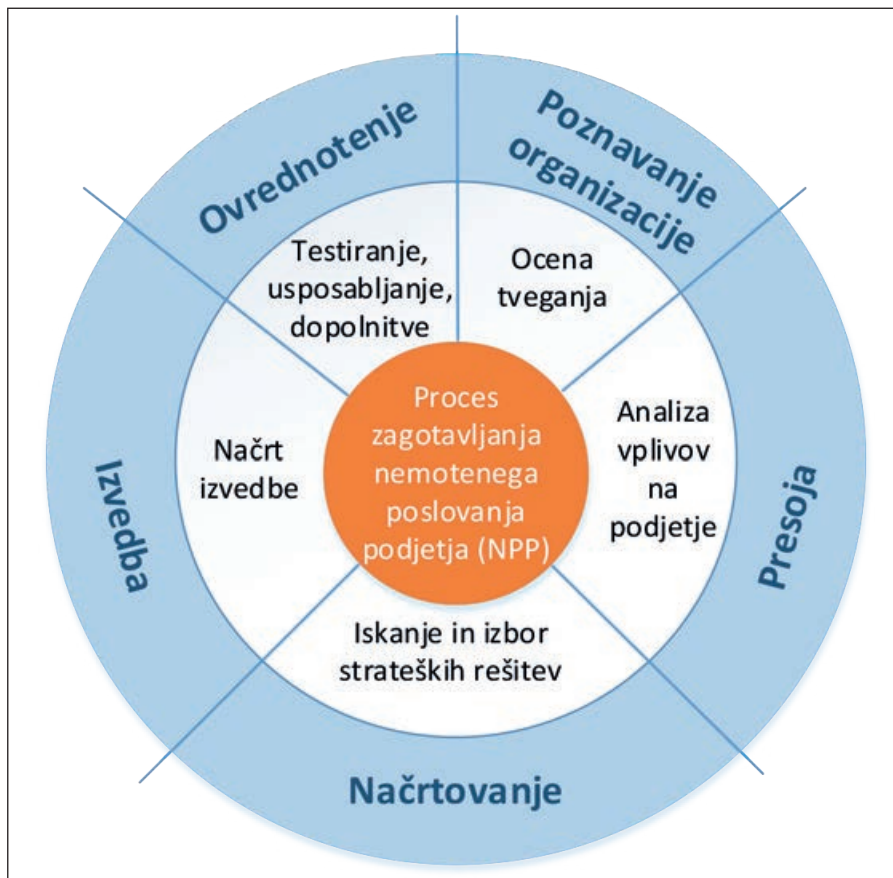 Ovrednotenje
Poznavanje
organizacije
Testiranje,
usposabljanje,
dopolnitve
Ocena
tveganja
Proces
zagotavljanja
nemotenega
poslovanja
podjetja (NPP)
Analiza
vplivov
na
podjetje
Presoja
Iskanje in izbor
strateških rešitev
Načrtovanje
Načrt
izvedbe
Izvedba